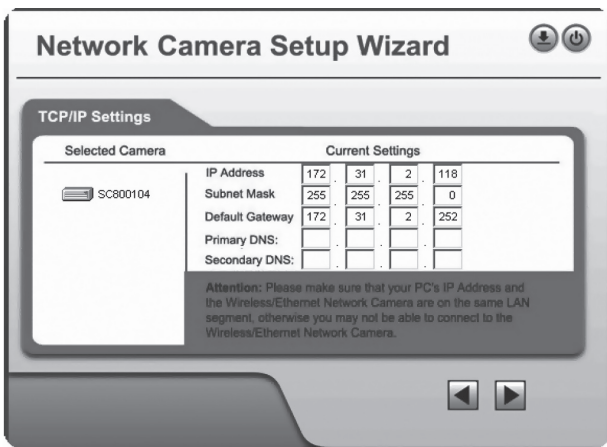 Network Camera Setup Wizard
TCP/IP Settings
Selected Camera
Current Settings
SC800104
IP Address 172 . 31 . 2 . 118
Subnet Mask 255 . 255 . 255 . 0
Default Gateway 172 . 31 . 2 . 252
Primary DNS: . . .
Secondary DNS: . . .
Attention: Please make sure that your PC's IP Address and
the Wireless/Ethernet Network Camera are on the same LAN
segment, otherwise you may not be able to connect to the
Wireless/Ethernet Network Camera.